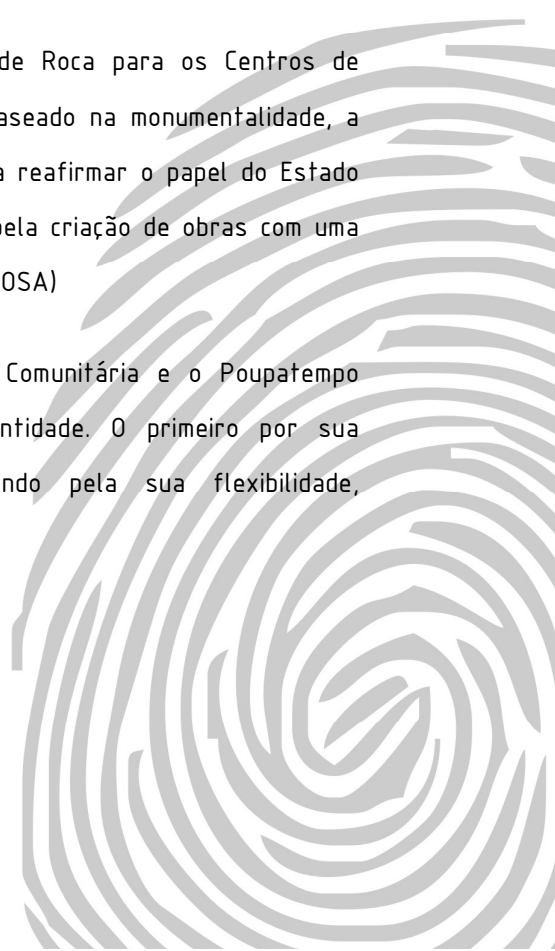 de Roca para os Centros de
aseado na monumentalidade, a
a reafirmar o papel do Estado
pela criação de obras com uma
OSA)
Comunitária e o Poupatempo
ntidade. O primeiro por sua
ndo pela sua flexibilidade,